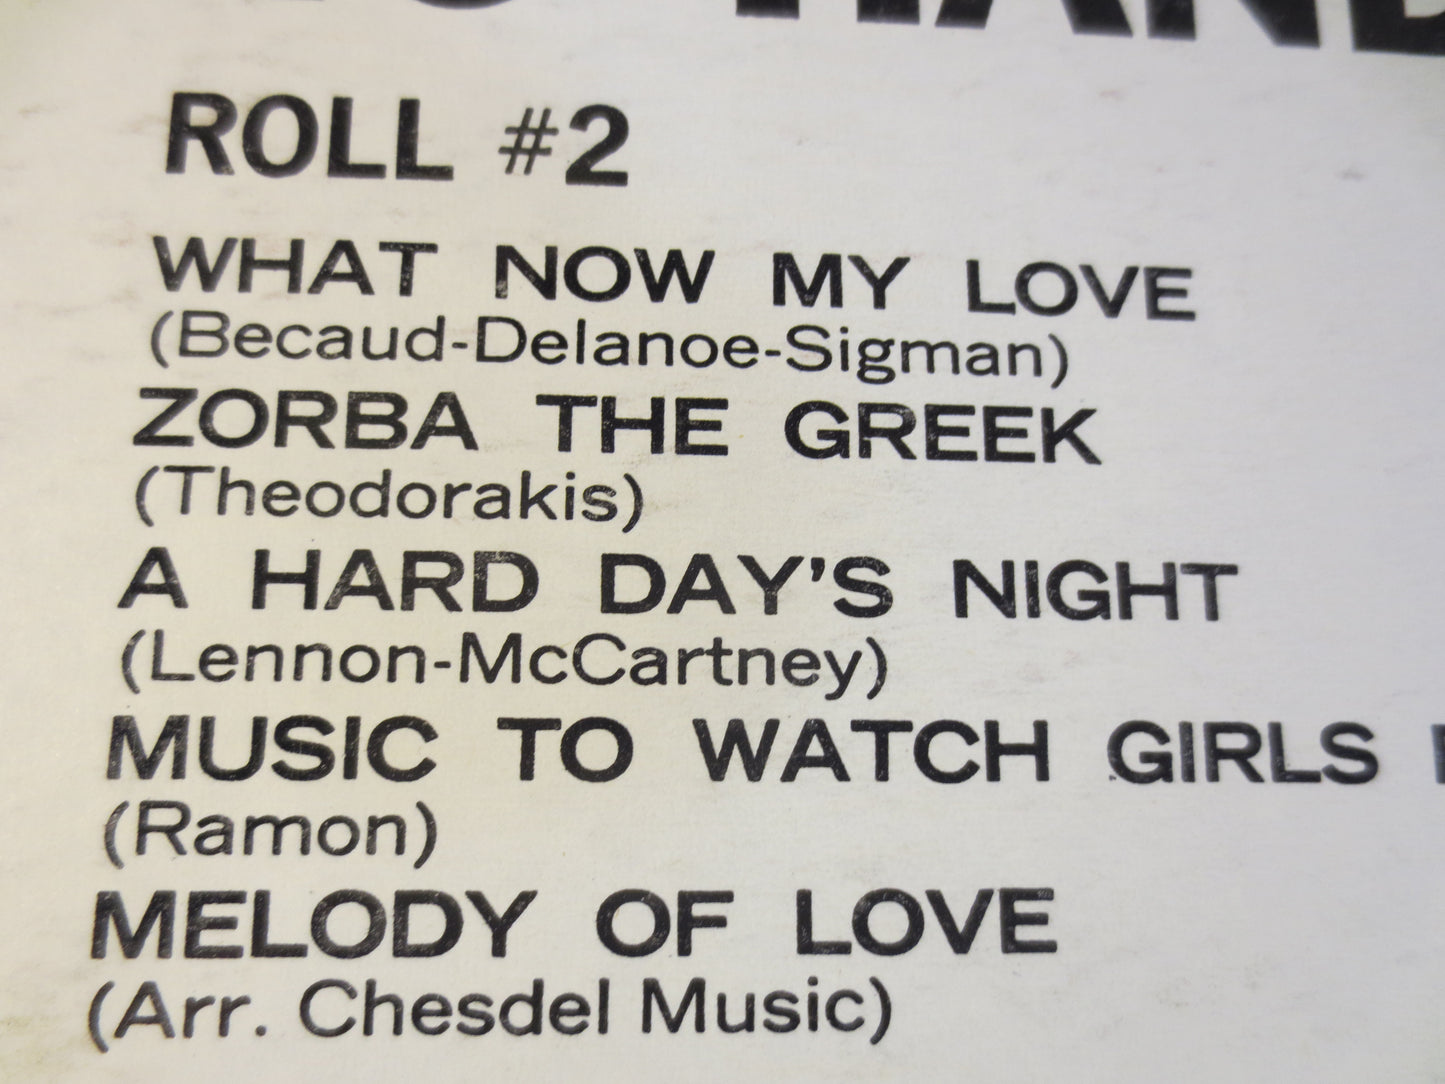 ROLL #2
WHAT NOW MY LOVE
(Becaud-Delanoe-Sigman)
ZORBA THE GREEK
(Theodorakis)
A HARD DAY'S NIGHT
(Lennon-McCartney)
MUSIC TO WATCH GIRLS
(Ramon)
MELODY OF LOVE
(Arr. Chesdel Music)